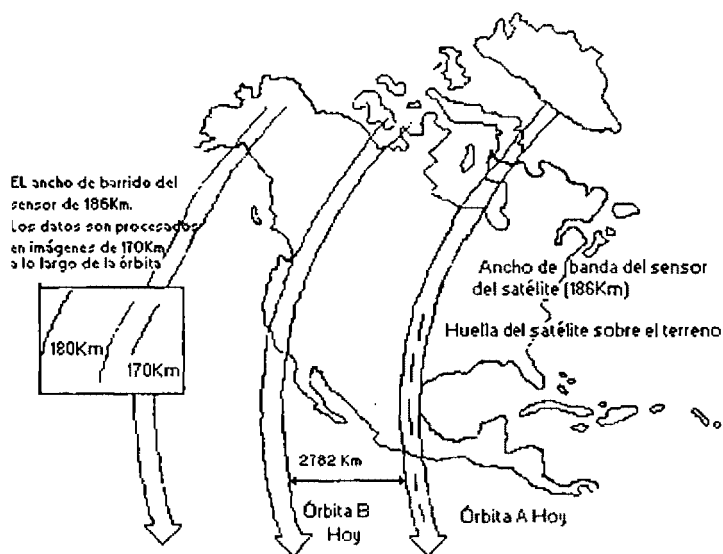 EL ancho de barrido del
sensor de 186Km.
Los datos son procesados
en imágenes de 170Km
a lo largo de la órbita
180Km
170Km
Ancho de banda del sensor
del satélite (186Km)
Huella del satélite sobre el terreno
2782 Km
Órbita B
Hoy
Órbita A Hoy